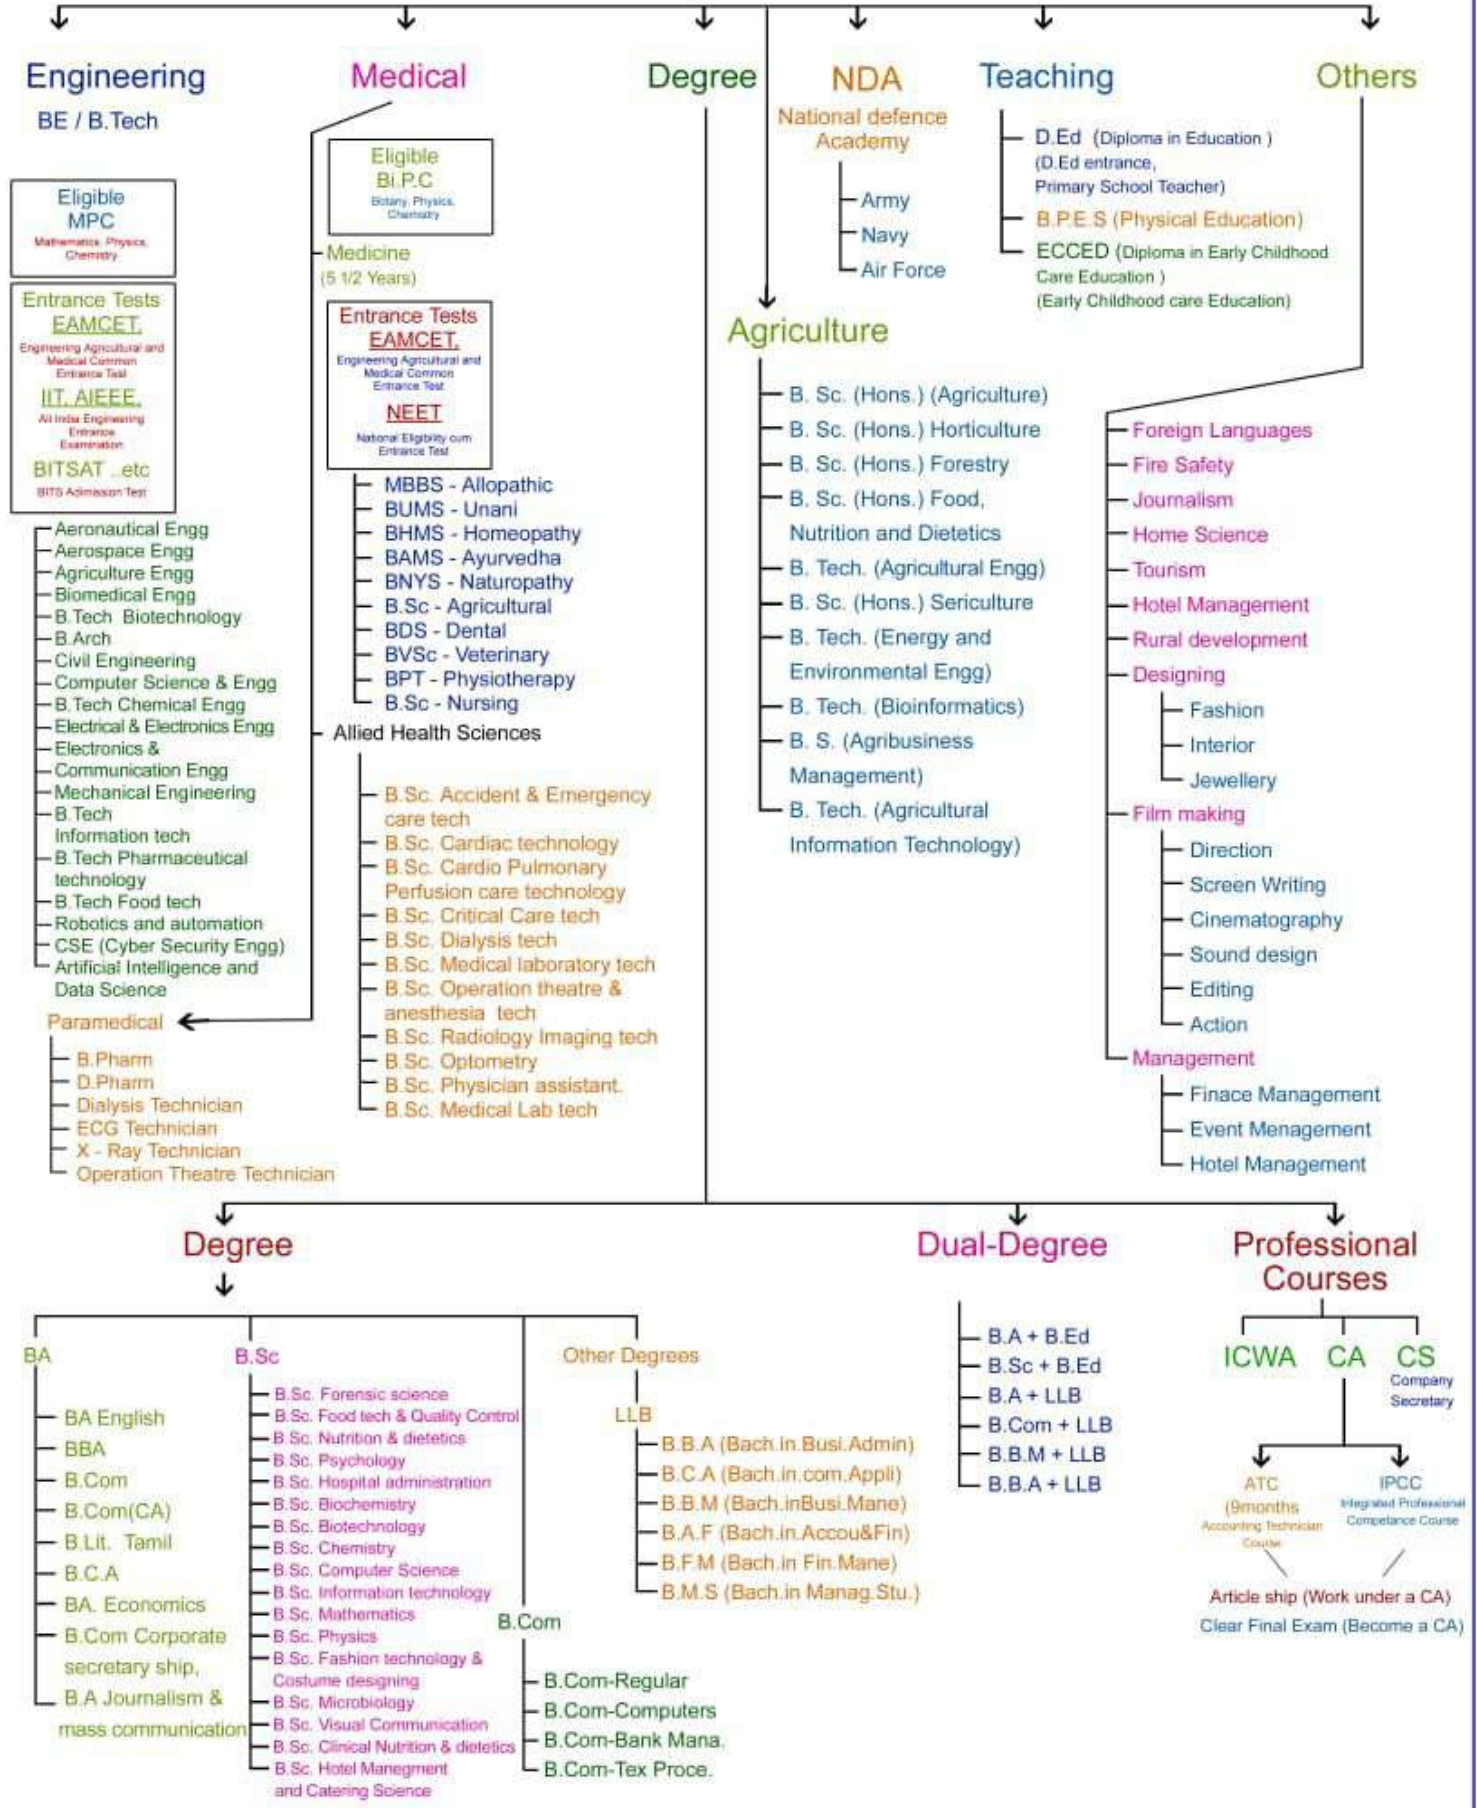 Engineering
BE / B.Tech
Eligible
MPC
Mathematics, Physics,
Chemistry
Entrance Tests
EAMCET,
Engineering Agricultural and
Medical Common
Entrance Test
IIT, AIEEE,
All India Engineering
Entrance
Examination
BITSAT ..etc
BITS Admission Test
Aeronautical Engg
Aerospace Engg
Agriculture Engg
Biomedical Engg
B.Tech Biotechnology
B.Arch
Civil Engineering
Computer Science & Engg
B.Tech Chemical Engg
Electrical & Electronics Engg
Electronics &
Communication Engg
Mechanical Engineering
B.Tech
Information tech
B.Tech Pharmaceutical
technology
B.Tech Food tech
Robotics and automation
CSE (Cyber Security Engg)
Artificial Intelligence and
Data Science
Paramedical
B.Pharm
D.Pharm
Dialysis Technician
ECG Technician
X - Ray Technician
Operation Theatre Technician
Medical
Eligible
Bi.P.C
Botany, Physics,
Chemistry
Medicine
(5 1/2 Years)
Entrance Tests
EAMCET,
Engineering Agricultural and
Medical Common
Entrance Test
NEET
National Eligibility cum
Entrance Test
MBBS - Allopathic
BUMS - Unani
BHMS - Homeopathy
BAMS - Ayurvedha
BNYS - Naturopathy
B.Sc - Agricultural
BDS - Dental
BVSc - Veterinary
BPT - Physiotherapy
B.Sc - Nursing
Allied Health Sciences
B.Sc. Accident & Emergency
care tech
B.Sc. Cardiac technology
B.Sc. Cardio Pulmonary
Perfusion care technology
B.Sc. Critical Care tech
B.Sc. Dialysis tech
B.Sc. Medical laboratory tech
B.Sc. Operation theatre &
anesthesia tech
B.Sc. Radiology Imaging tech
B.Sc. Optometry
B.Sc. Physician assistant.
B.Sc. Medical Lab tech
Degree
Agriculture
B. Sc. (Hons.) (Agriculture)
B. Sc. (Hons.) Horticulture
B. Sc. (Hons.) Forestry
B. Sc. (Hons.) Food,
Nutrition and Dietetics
B. Tech. (Agricultural Engg)
B. Sc. (Hons.) Sericulture
B. Tech. (Energy and
Environmental Engg)
B. Tech. (Bioinformatics)
B. S. (Agribusiness
Management)
B. Tech. (Agricultural
Information Technology)
NDA
National defence
Academy
Army
Navy
Air Force
Teaching
D.Ed (Diploma in Education )
(D.Ed entrance,
Primary School Teacher)
B.P.E.S (Physical Education)
ECCED (Diploma in Early Childhood
Care Education )
(Early Childhood care Education)
Others
Foreign Languages
Fire Safety
Journalism
Home Science
Tourism
Hotel Management
Rural development
Designing
Fashion
Interior
Jewellery
Film making
Direction
Screen Writing
Cinematography
Sound design
Editing
Action
Management
Finace Management
Event Menagement
Hotel Management
Degree
BA
BA English
BBA
B.Com
B.Com(CA)
B.Lit. Tamil
B.C.A
BA. Economics
B.Com Corporate
secretary ship,
B.A Journalism &
mass communication
B.Sc
B.Sc. Forensic science
B.Sc. Food tech & Quality Control
B.Sc. Nutrition & dietetics
B.Sc. Psychology
B.Sc. Hospital administration
B.Sc. Biochemistry
B.Sc. Biotechnology
B.Sc. Chemistry
B.Sc. Computer Science
B.Sc. Information technology
B.Sc. Mathematics
B.Sc. Physics
B.Sc. Fashion technology &
Costume designing
B.Sc. Microbiology
B.Sc. Visual Communication
B.Sc. Clinical Nutrition & dietetics
B.Sc. Hotel Manegment
and Catering Science
B.Com
B.Com-Regular
B.Com-Computers
B.Com-Bank Mana.
B.Com-Tex Proce.
Other Degrees
LLB
B.B.A (Bach.in.Busi.Admin)
B.C.A (Bach.in.com.Appli)
B.B.M (Bach.inBusi.Mane)
B.A.F (Bach.in.Accou&Fin)
B.F.M (Bach.in Fin.Mane)
B.M.S (Bach.in Manag.Stu.)
Dual-Degree
B.A + B.Ed
B.Sc + B.Ed
B.A + LLB
B.Com + LLB
B.B.M + LLB
B.B.A + LLB
Professional
Courses
ICWA
CA
CS
Company
Secretary
ATC
(9months
Accounting Technician
Course
IPCC
Integrated Professional
Competance Course
Article ship (Work under a CA)
Clear Final Exam (Become a CA)